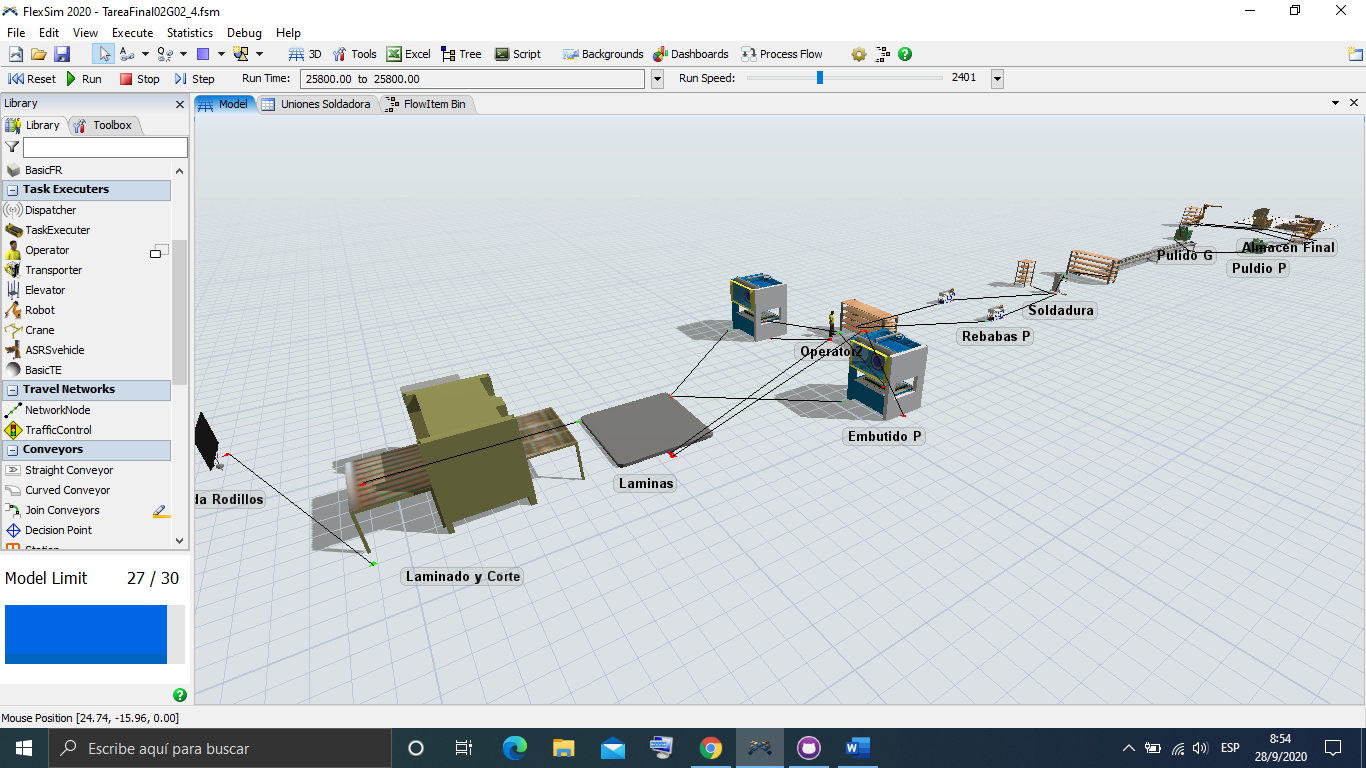 FlexSim 2020 - TareaFinal02G02_4.fsm
File Edit View Execute Statistics Debug Help
3D Tools Excel Tree Script Backgrounds Dashboards Process Flow
Reset Run Stop Step Run Time: 25800.00 to 25800.00 Run Speed: 2401
Library
Model Uniones Soldadora FlowItem Bin
Library Toolbox
BasicFR
Task Executers
Dispatcher
TaskExecuter
Operator
Transporter
Elevator
Robot
Crane
ASRSvehicle
BasicTE
Travel Networks
NetworkNode
TrafficControl
Conveyors
Straight Conveyor
Curved Conveyor
Join Conveyors
Decision Point
Station
Model Limit 27 / 30
Almacen Final
Pulido G
Puldio P
Soldadura
Rebabas P
Operator2
Embutido P
Laminas
da Rodillos
Laminado y Corte
Mouse Position [24.74, -15.96, 0.00]
Escribe aquí para buscar
ESP
8:54
28/9/2020